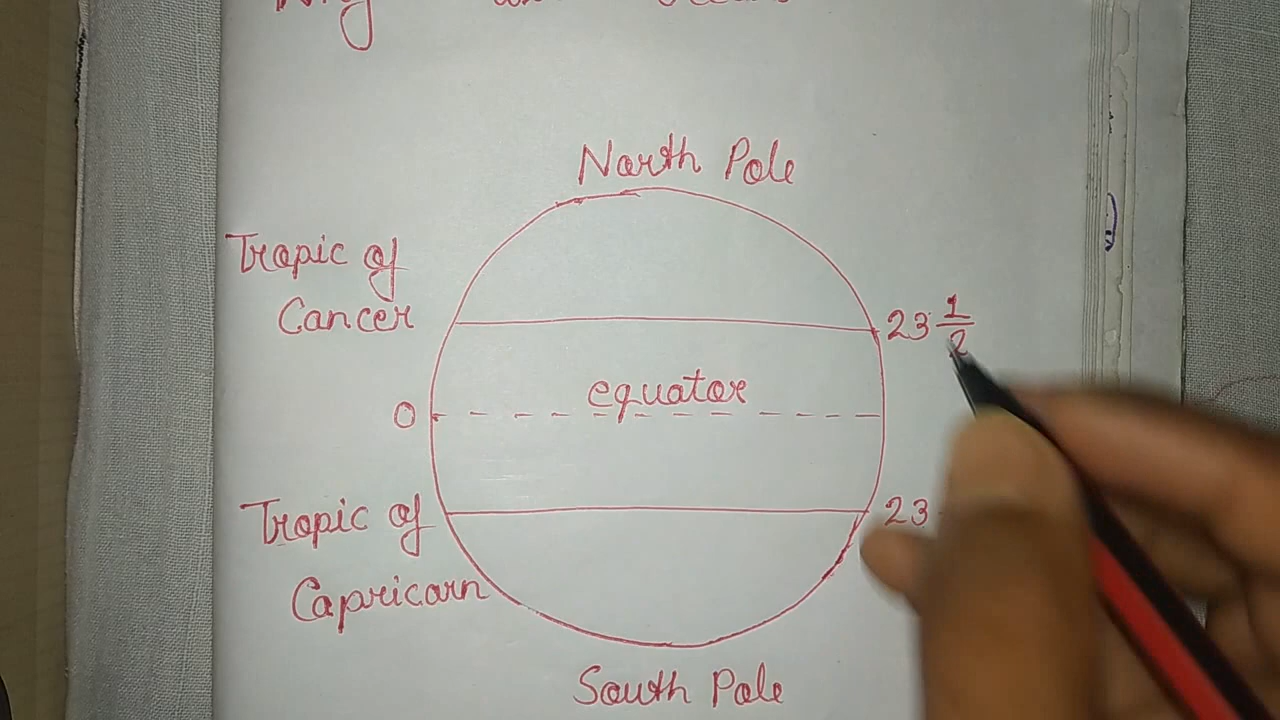 North Pole
Tropic of
Cancer
23 1/2
equator
0
Tropic of
23
Capricorn
South Pole